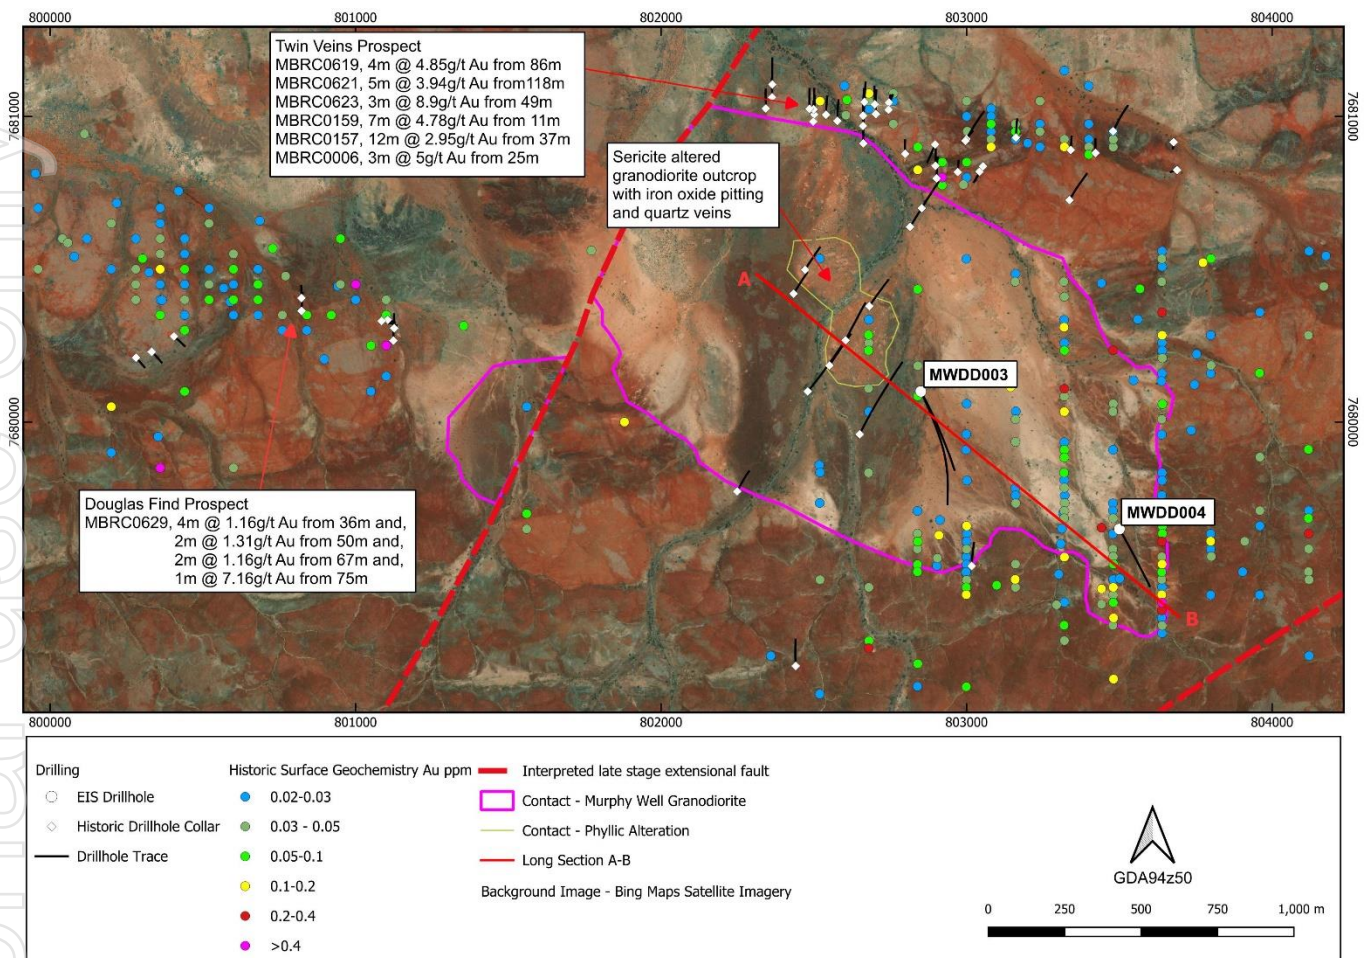 800000 801000 802000 803000 804000
7681000
7680000
7681000
7680000
Twin Veins Prospect
MBRC0619, 4m @ 4.85g/t Au from 86m
MBRC0621, 5m @ 3.94g/t Au from118m
MBRC0623, 3m @ 8.9g/t Au from 49m
MBRC0159, 7m @ 4.78g/t Au from 11m
MBRC0157, 12m @ 2.95g/t Au from 37m
MBRC0006, 3m @ 5g/t Au from 25m
Sericite altered
granodiorite outcrop
with iron oxide pitting
and quartz veins
A
MWDD003
MWDD004
B
Douglas Find Prospect
MBRC0629, 4m @ 1.16g/t Au from 36m and,
2m @ 1.31g/t Au from 50m and,
2m @ 1.16g/t Au from 67m and,
1m @ 7.16g/t Au from 75m
800000 801000 802000 803000 804000
Drilling
EIS Drillhole
Historic Drillhole Collar
Drillhole Trace
Historic Surface Geochemistry Au ppm
0.02-0.03
0.03 - 0.05
0.05-0.1
0.1-0.2
0.2-0.4
>0.4
Interpreted late stage extensional fault
Contact - Murphy Well Granodiorite
Contact - Phyllic Alteration
Long Section A-B
Background Image - Bing Maps Satellite Imagery
GDA94z50
0 250 500 750 1,000 m